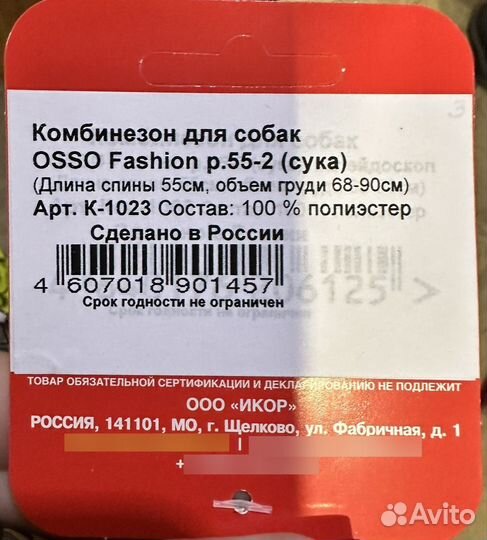 3
Комбинезон для собак
OSSO Fashion р.55-2 (сука)
(Длина спины 55см, объем груди 68-90см)
Арт. К-1023 Состав: 100 % полиэстер
Сделано в России
4 607018 901457
Срок годности не ограничен
ТОВАР ОБЯЗАТЕЛЬНОЙ СЕРТИФИКАЦИИ И ДЕКЛАРИРОВАНИЮ НЕ ПОДЛЕЖИТ
ООО «ИКОР»
РОССИЯ, 141101, МО, г. Щелково, ул. Фабричная, д. 1
Avito